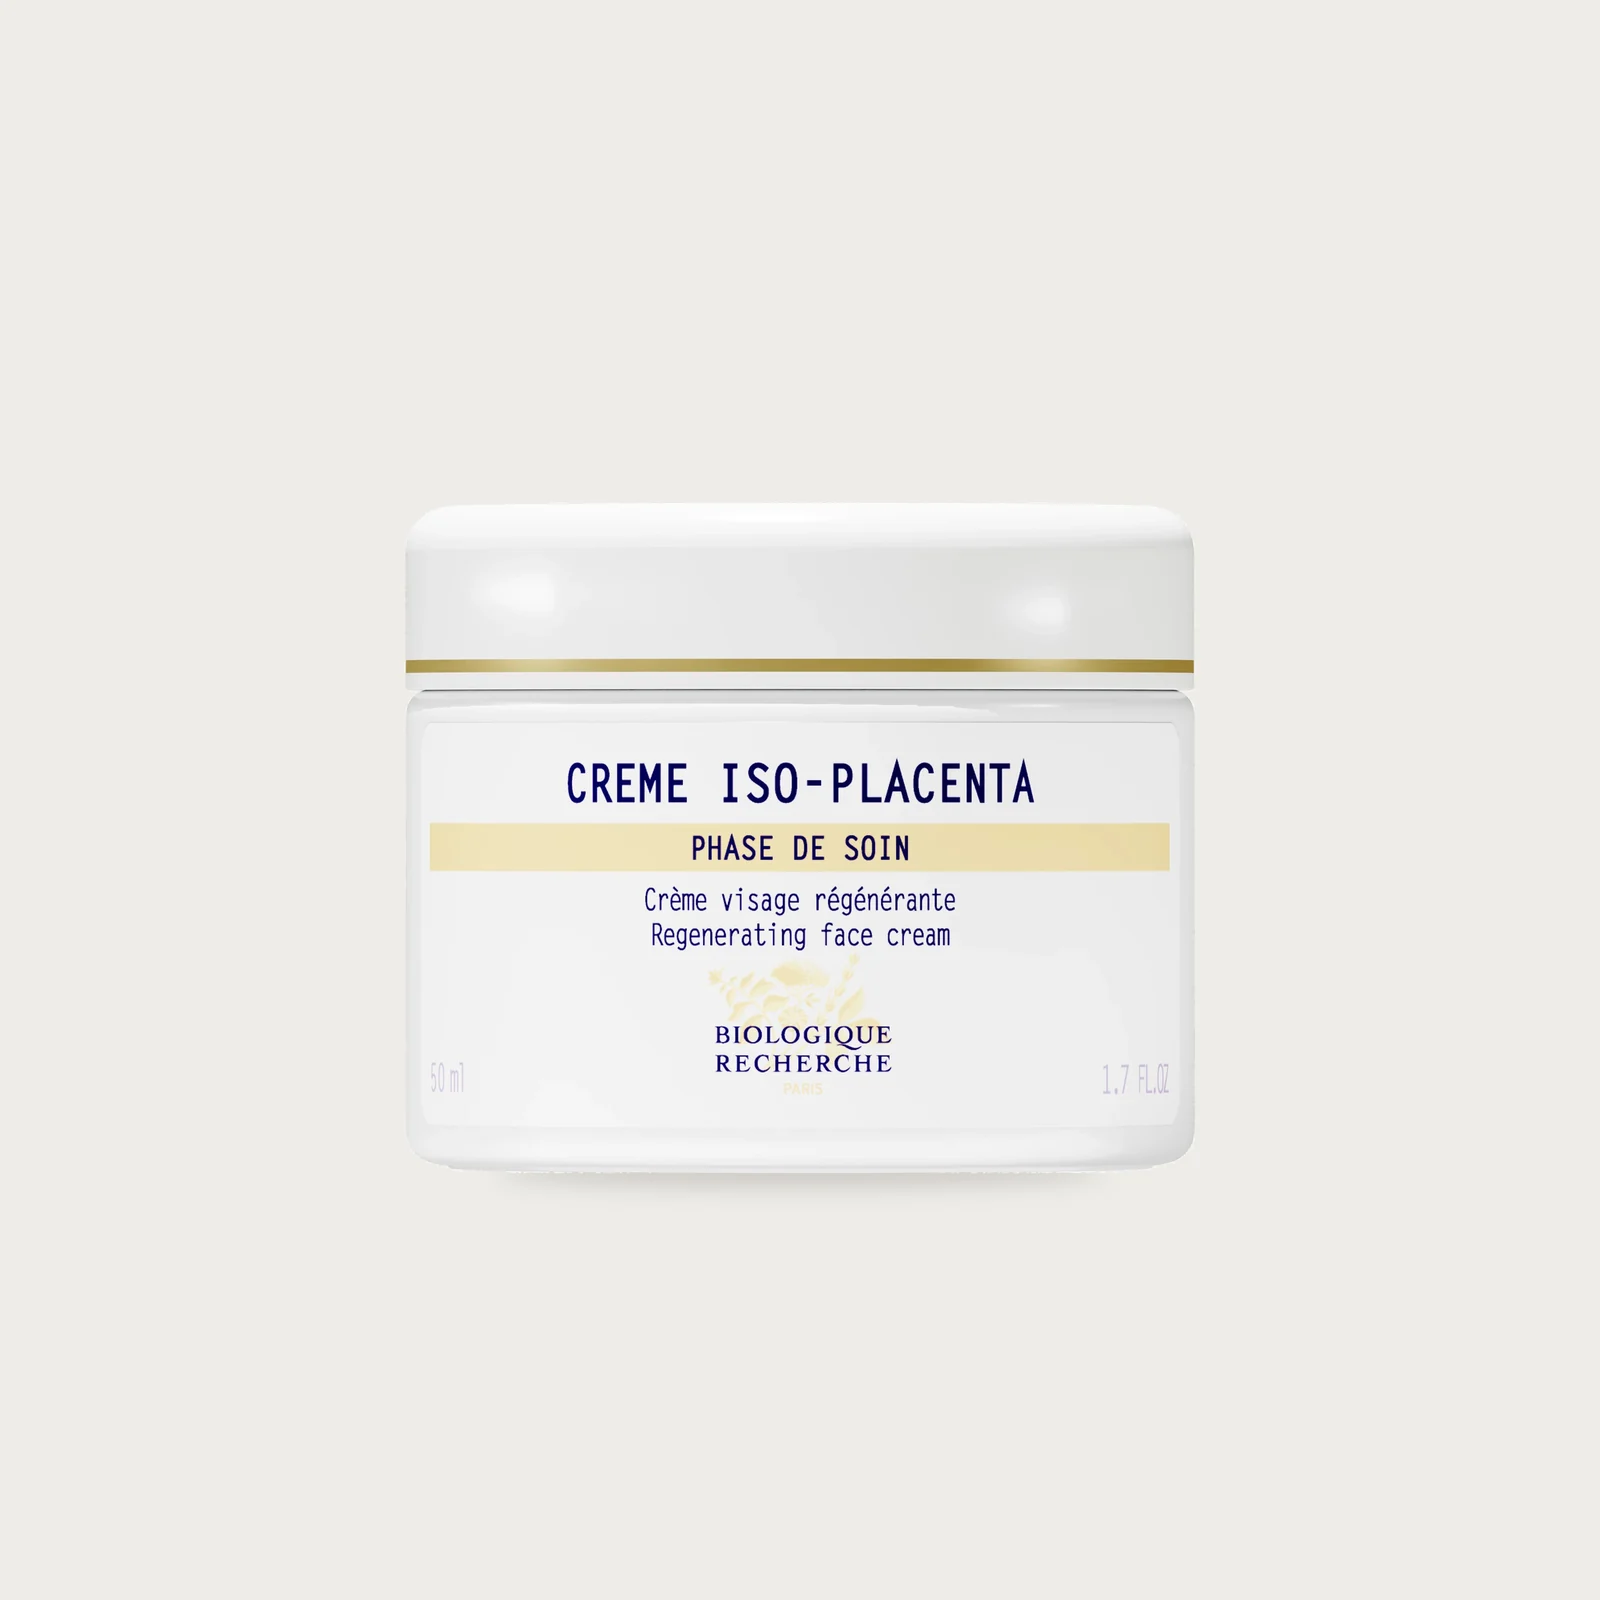 CREME ISO-PLACENTA
PHASE DE SOIN
Crème visage régénérante
Regenerating face cream
BIOLOGIQUE
RECHERCHE
PARIS
50 ml
1.7 FL.OZ